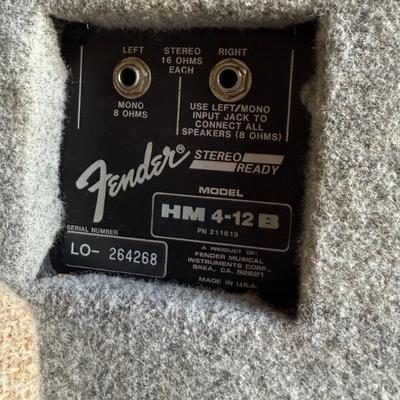 LEFT STEREO RIGHT
16 OHMS
EACH
MONO
8 OHMS
USE LEFT/MONO
INPUT JACK TO
CONNECT ALL
SPEAKERS (8 OHMS)
Fender
STEREO
READY
MODEL
HM 4-12 B
PN 211619
SERIAL NUMBER
LO- 264268
A PRODUCT OF:
FENDER MUSICAL
INSTRUMENTS CORP.
BREA, CA. 92621
MADE IN U.S.A.